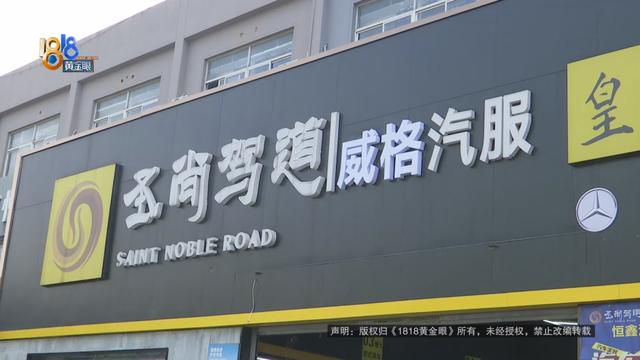 1818
黄金眼
圣尚驾道 威格汽服
SAINT NOBLE ROAD
皇
声明：版权归《1818黄金眼》所有，未经授权，禁止改编转载
恒鑫